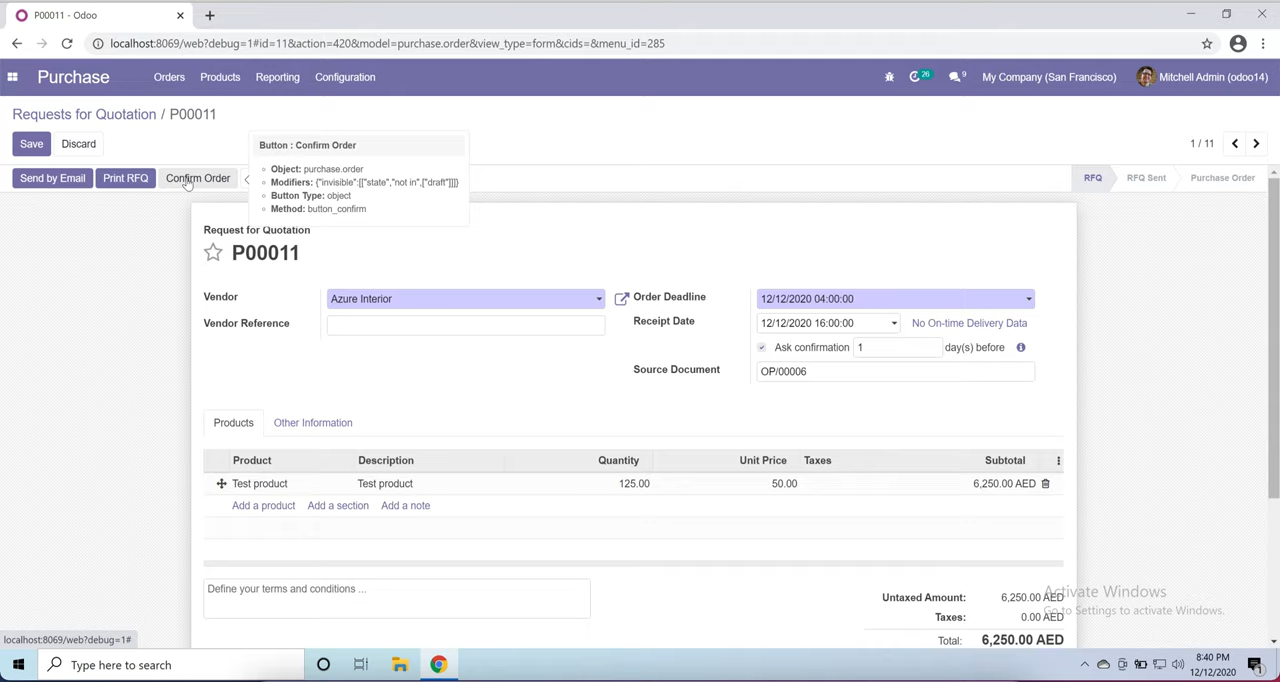 P00011 - Odoo
localhost:8069/web?debug=1#id=11&action=420&model=purchase.order&view_type=form&cids=&menu_id=285
Purchase Orders Products Reporting Configuration 26 9 My Company (San Francisco) Mitchell Admin (odoo14)
Requests for Quotation / P00011
Save Discard 1 / 11
Button : Confirm Order
Object: purchase.order
Modifiers: {"invisible":[["state","not in",["draft"]]]}
Button Type: object
Method: button_confirm
Send by Email Print RFQ Confirm Order RFQ RFQ Sent Purchase Order
Request for Quotation
P00011
Vendor Azure Interior Order Deadline 12/12/2020 04:00:00
Vendor Reference Receipt Date 12/12/2020 16:00:00 No On-time Delivery Data
Ask confirmation 1 day(s) before
Source Document OP/00006
Products Other Information
Product Description Quantity Unit Price Taxes Subtotal
Test product Test product 125.00 50.00 6,250.00 AED
Add a product Add a section Add a note
Define your terms and conditions ...
Untaxed Amount: 6,250.00 AED
Taxes: 0.00 AED
Total: 6,250.00 AED
Activate Windows
Go to Settings to activate Windows.
localhost:8069/web?debug=1#
Type here to search 8:40 PM
12/12/2020 1